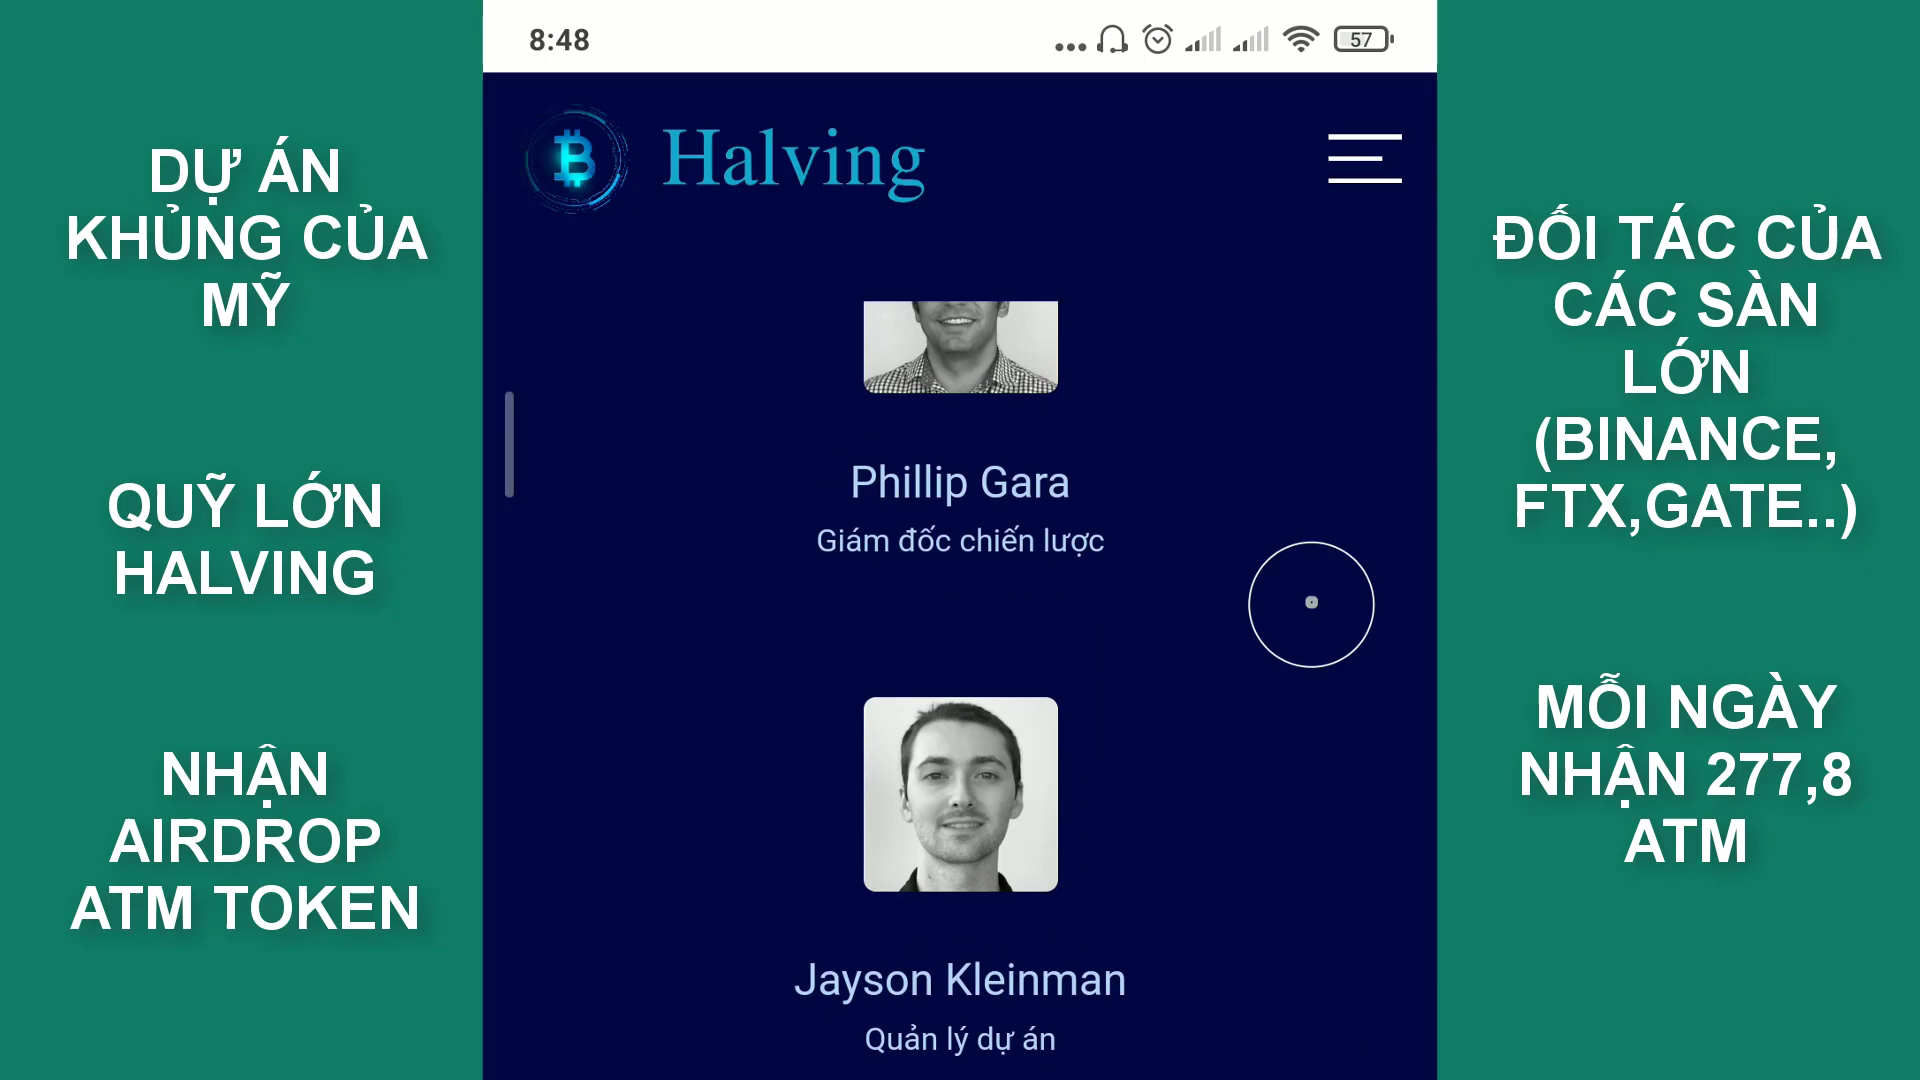 DỰ ÁN
KHỦNG CỦA
MỸ
QUỸ LỚN
HALVING
NHẬN
AIRDROP
ATM TOKEN
8:48
57
Halving
Phillip Gara
Giám đốc chiến lược
Jayson Kleinman
Quản lý dự án
ĐỐI TÁC CỦA
CÁC SÀN
LỚN
(BINANCE,
FTX,GATE..)
MỖI NGÀY
NHẬN 277,8
ATM